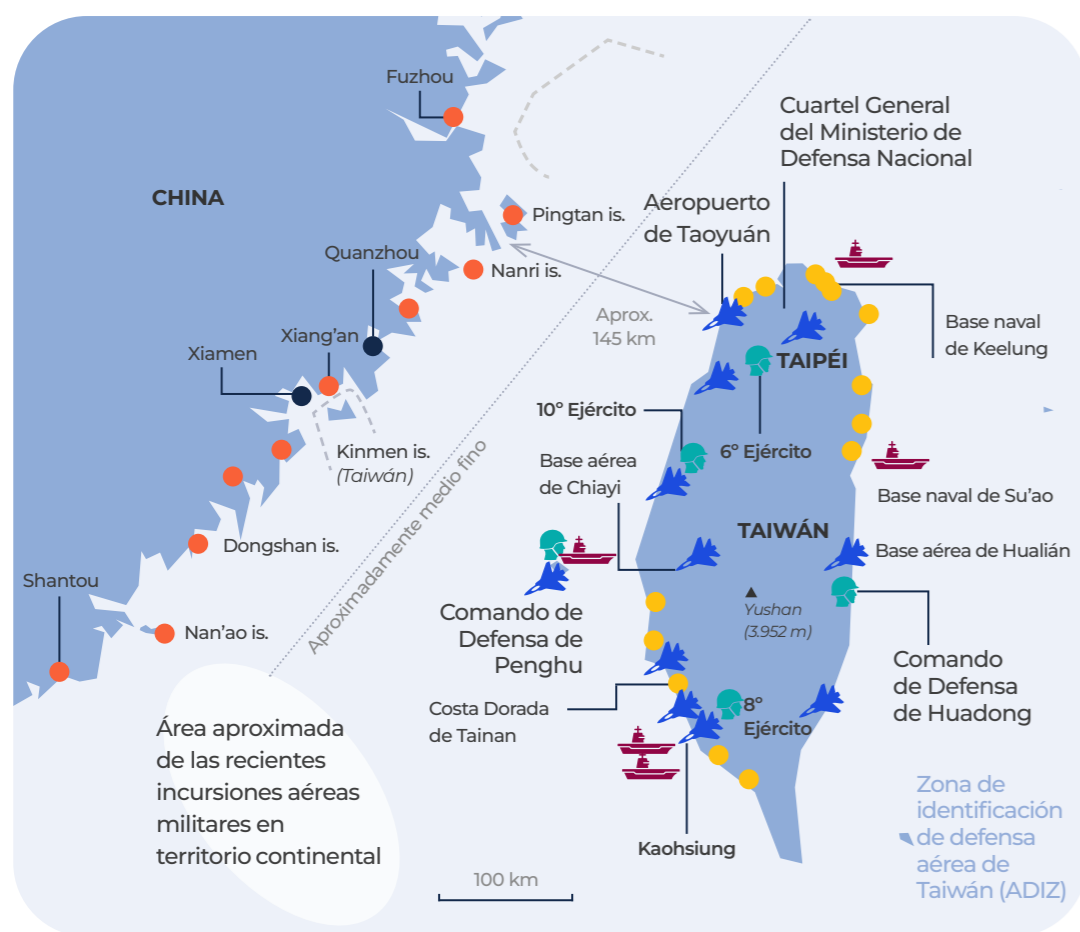 Fuzhou
Cuartel General
del Ministerio de
Defensa Nacional
CHINA
Aeropuerto
de Taoyuán
Pingtan is.
Quanzhou
Nanri is.
Aprox.
145 km
Base naval
de Keelung
Xiang'an
Xiamen
TAIPÉI
10º Ejército
6º Ejército
Kinmen is.
(Taiwán)
Base aérea
de Chiayi
Aproximadamente medio fino
Base naval de Su'ao
TAIWÁN
Dongshan is.
Base aérea de Hualián
Shantou
Yushan
(3.952 m)
Comando de
Defensa de
Penghu
Nan'ao is.
Comando
de Defensa
de Huadong
Costa Dorada
de Tainan
8º
Ejército
Área aproximada
de las recientes
incursiones aéreas
militares en
territorio continental
Zona de
identificación
de defensa
aérea de
Taiwán (ADIZ)
Kaohsiung
100 km